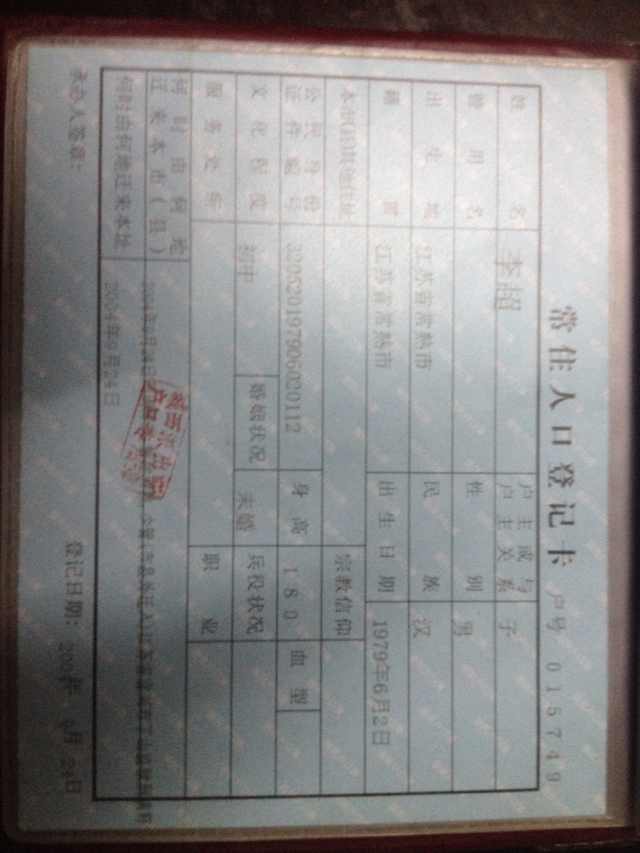 常住人口登记卡
户号 015749
姓名 李超 户主或与户主关系 子
曾用名 性别 男
出生地 江苏省常熟市 民族 汉
籍贯 江苏省常熟市 出生日期 1979年6月2日
本市(县)其他住址 宗教信仰
公民身份证件编号 320620197906020112 身高 180 血型
文化程度 初中 婚姻状况 未婚 兵役状况
服务处所 职业
何时由何地迁来本市(县)
何时由何地迁来本址
承办人签章: 登记日期: